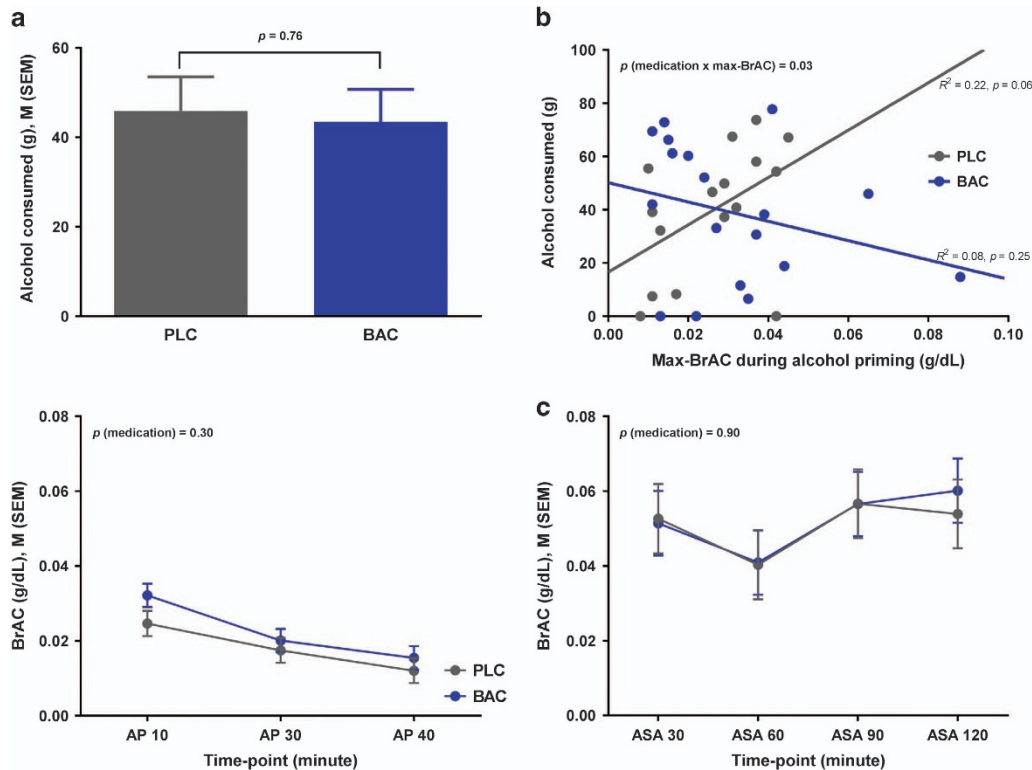 a
p = 0.76
60
40
20
0
Alcohol consumed (g), M (SEM)
PLC
BAC
b
p (medication x max-BrAC) = 0.03
100
80
60
40
20
0
Alcohol consumed (g)
R² = 0.22, p = 0.06
PLC
BAC
R² = 0.08, p = 0.25
0.00
0.02
0.04
0.06
0.08
0.10
Max-BrAC during alcohol priming (g/dL)
p (medication) = 0.30
0.08
0.06
0.04
0.02
0.00
BrAC (g/dL), M (SEM)
PLC
BAC
AP 10
AP 30
AP 40
Time-point (minute)
c
p (medication) = 0.90
0.08
0.06
0.04
0.02
0.00
BrAC (g/dL), M (SEM)
ASA 30
ASA 60
ASA 90
ASA 120
Time-point (minute)